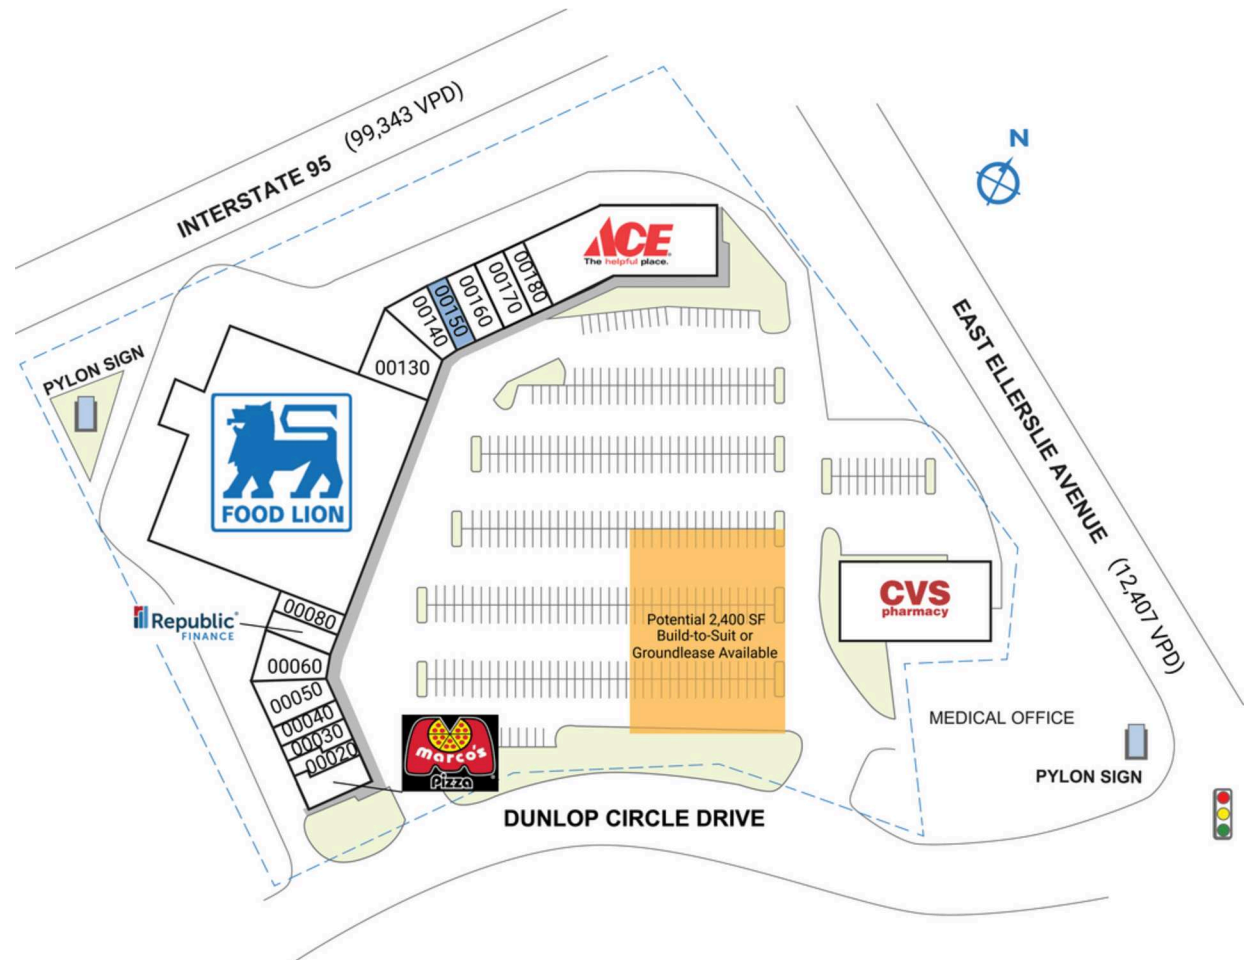 INTERSTATE 95 (99,343 VPD)
N
ACE
The helpful place.
00180
00170
00160
00150
00140
00130
PYLON SIGN
EAST ELLERSLIE AVENUE (12,407 VPD)
FOOD LION
CVS
pharmacy
Republic
FINANCE
00080
Potential 2,400 SF
Build-to-Suit or
Groundlease Available
00060
00050
00040
00030
00020
marco's
Pizza
MEDICAL OFFICE
PYLON SIGN
DUNLOP CIRCLE DRIVE